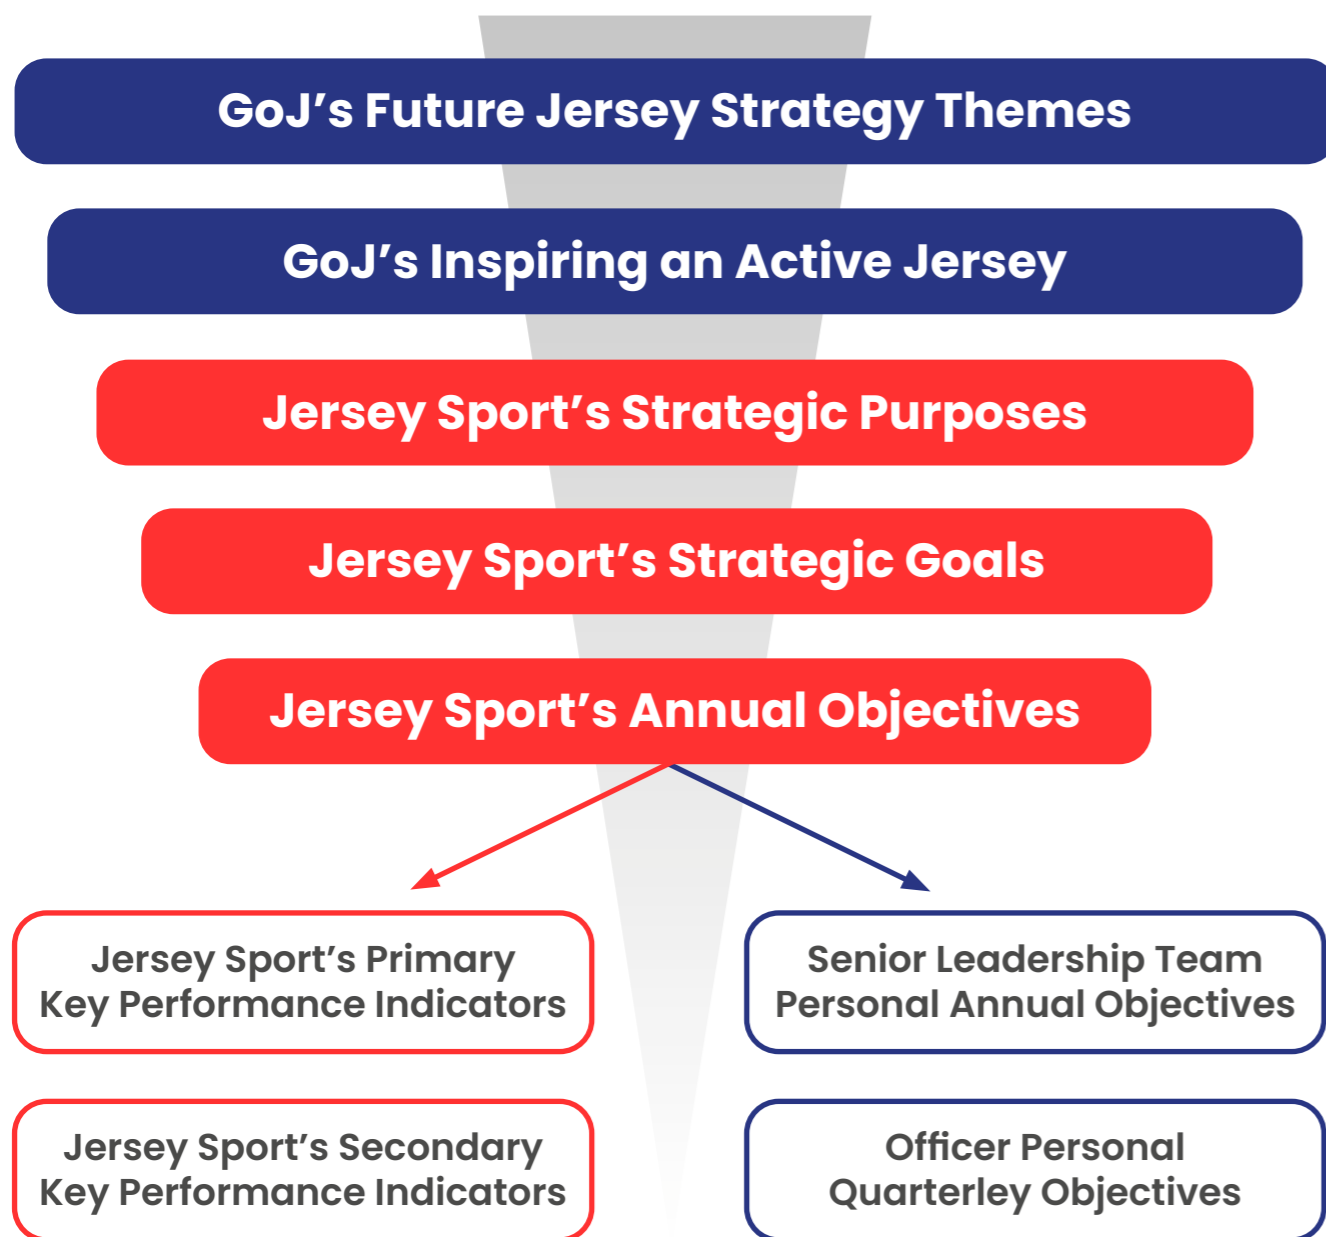 GoJ’s Future Jersey Strategy Themes
GoJ’s Inspiring an Active Jersey
Jersey Sport’s Strategic Purposes
Jersey Sport’s Strategic Goals
Jersey Sport’s Annual Objectives
Jersey Sport’s Primary
Key Performance Indicators
Senior Leadership Team
Personal Annual Objectives
Jersey Sport’s Secondary
Key Performance Indicators
Officer Personal
Quarterley Objectives